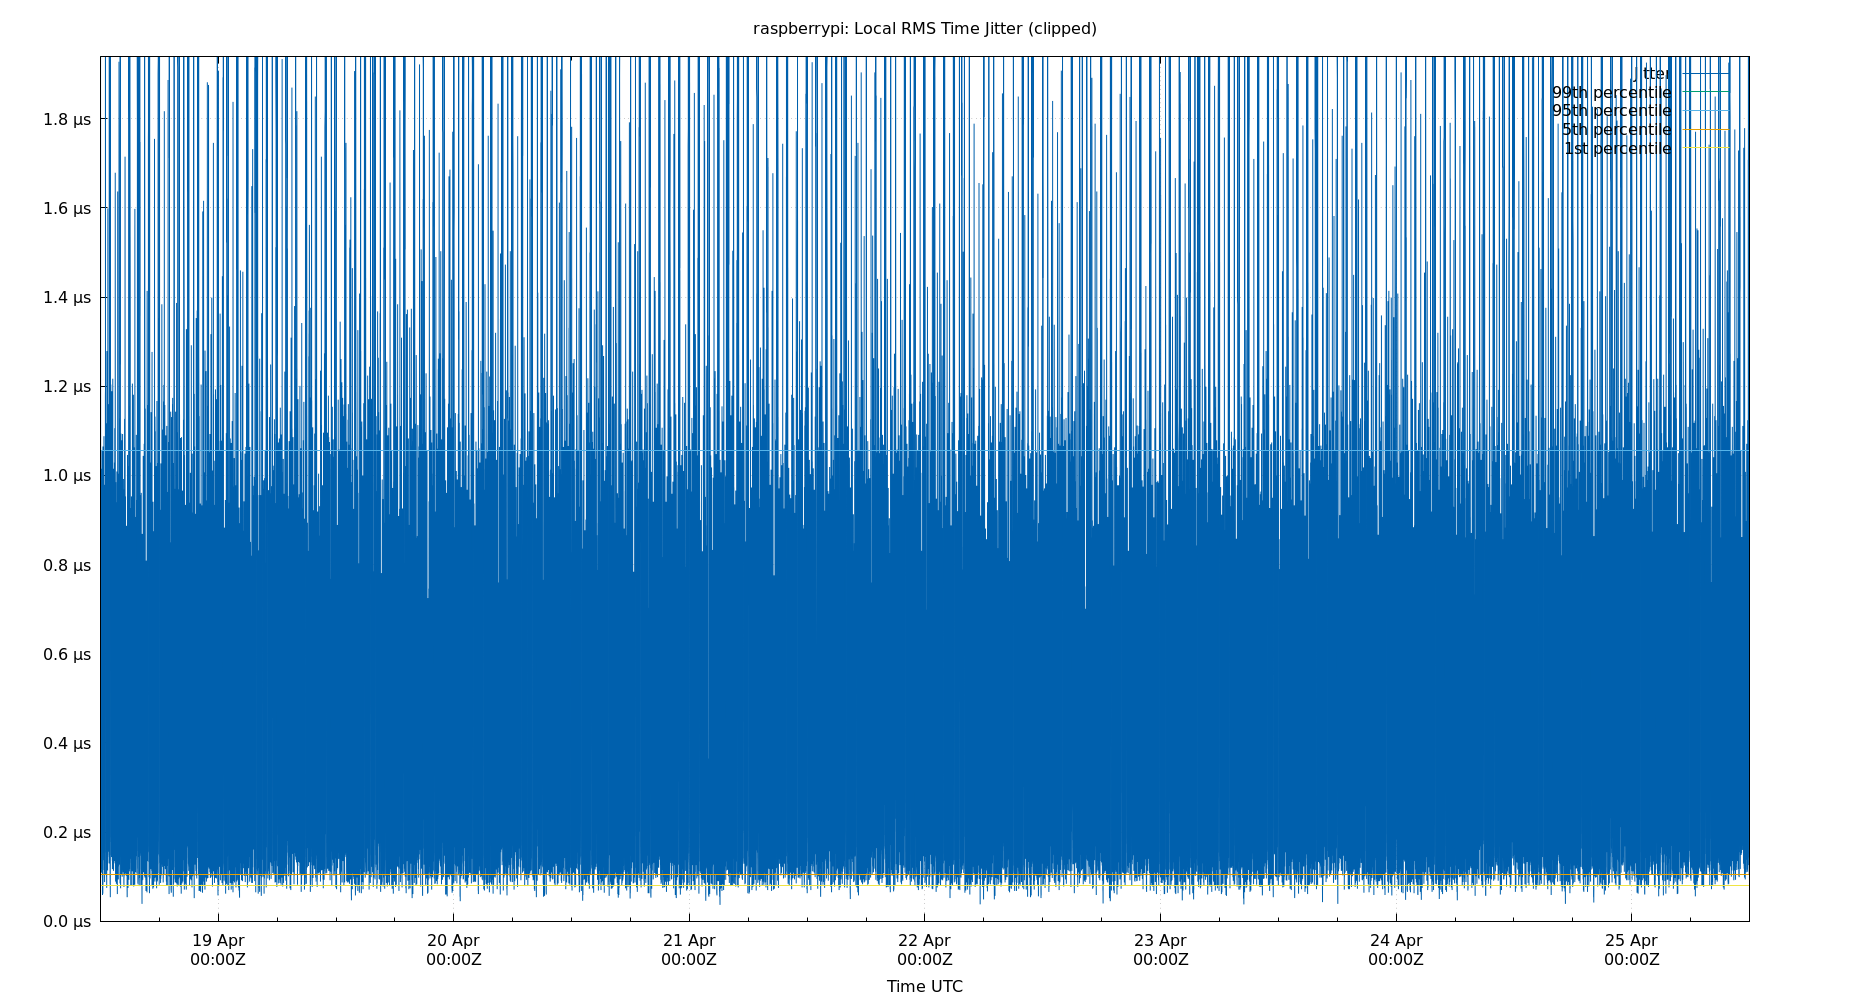 raspberrypi: Local RMS Time Jitter (clipped)
Jitter
99th percentile
95th percentile
5th percentile
1st percentile
1.8 µs
1.6 µs
1.4 µs
1.2 µs
1.0 µs
0.8 µs
0.6 µs
0.4 µs
0.2 µs
0.0 µs
19 Apr 20 Apr 21 Apr 22 Apr 23 Apr 24 Apr 25 Apr
00:00Z 00:00Z 00:00Z 00:00Z 00:00Z 00:00Z 00:00Z
Time UTC